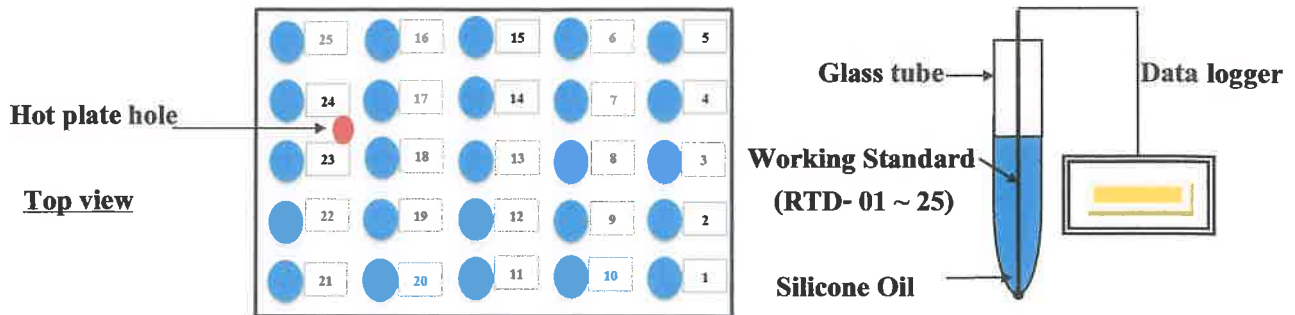 25 16 15 6 5
24 17 14 7 4
Hot plate hole
23 18 13 8 3
Top view
22 19 12 9 2
21 20 11 10 1
Glass tube
Data logger
Working Standard
(RTD- 01 ~ 25)
Silicone Oil